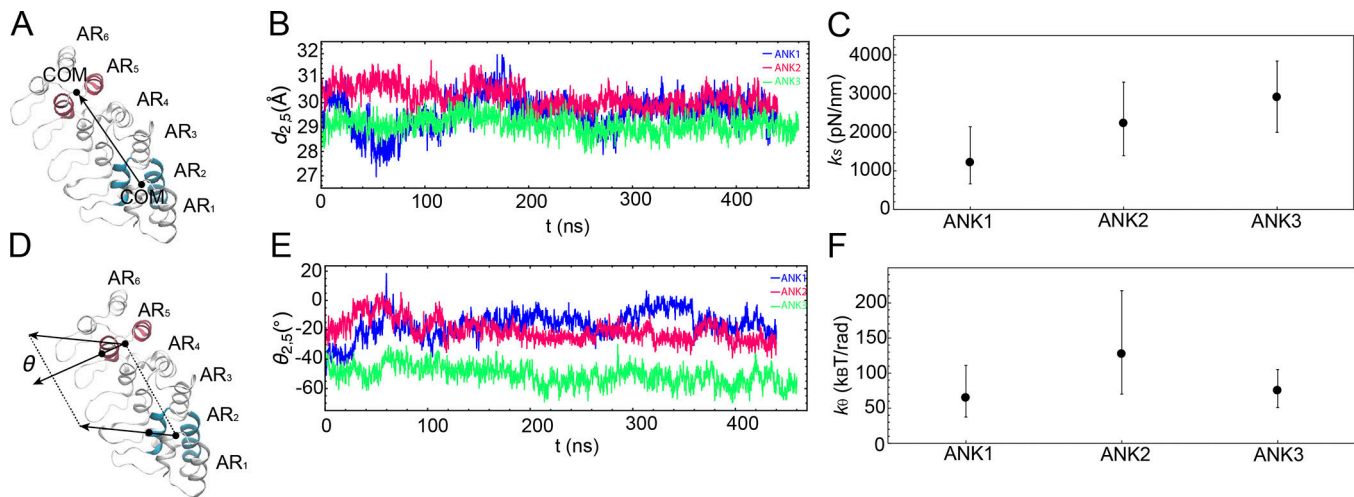 A
AR6
COM
AR5
AR4
AR3
AR2
COM
AR1
B
32
31
30
29
28
27
d2,5(Å)
0
100
200
300
400
t (ns)
ANK1
ANK2
ANK3
C
4000
3000
2000
1000
0
ks (pN/nm)
ANK1
ANK2
ANK3
D
AR6
AR5
AR4
θ
AR3
AR2
AR1
E
20
0
-20
-40
-60
θ2,5(°)
0
100
200
300
400
t (ns)
ANK1
ANK2
ANK3
F
200
150
100
50
0
kθ (kBT/rad)
ANK1
ANK2
ANK3